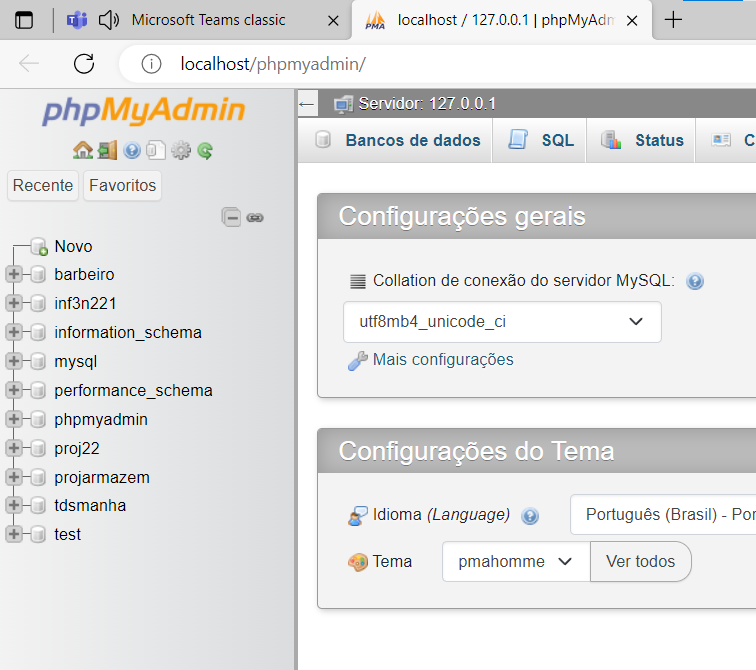 Microsoft Teams classic
PMA
localhost / 127.0.0.1 | phpMyAdm
localhost/phpmyadmin/
phpMyAdmin
Servidor: 127.0.0.1
Bancos de dados
SQL
Status
C
Recente
Favoritos
Novo
barbeiro
inf3n221
information_schema
mysql
performance_schema
phpmyadmin
proj22
projarmazem
tdsmanha
test
Configurações gerais
Collation de conexão do servidor MySQL:
utf8mb4_unicode_ci
Mais configurações
Configurações do Tema
Idioma (Language)
Português (Brasil) - Por
Tema
pmahomme
Ver todos